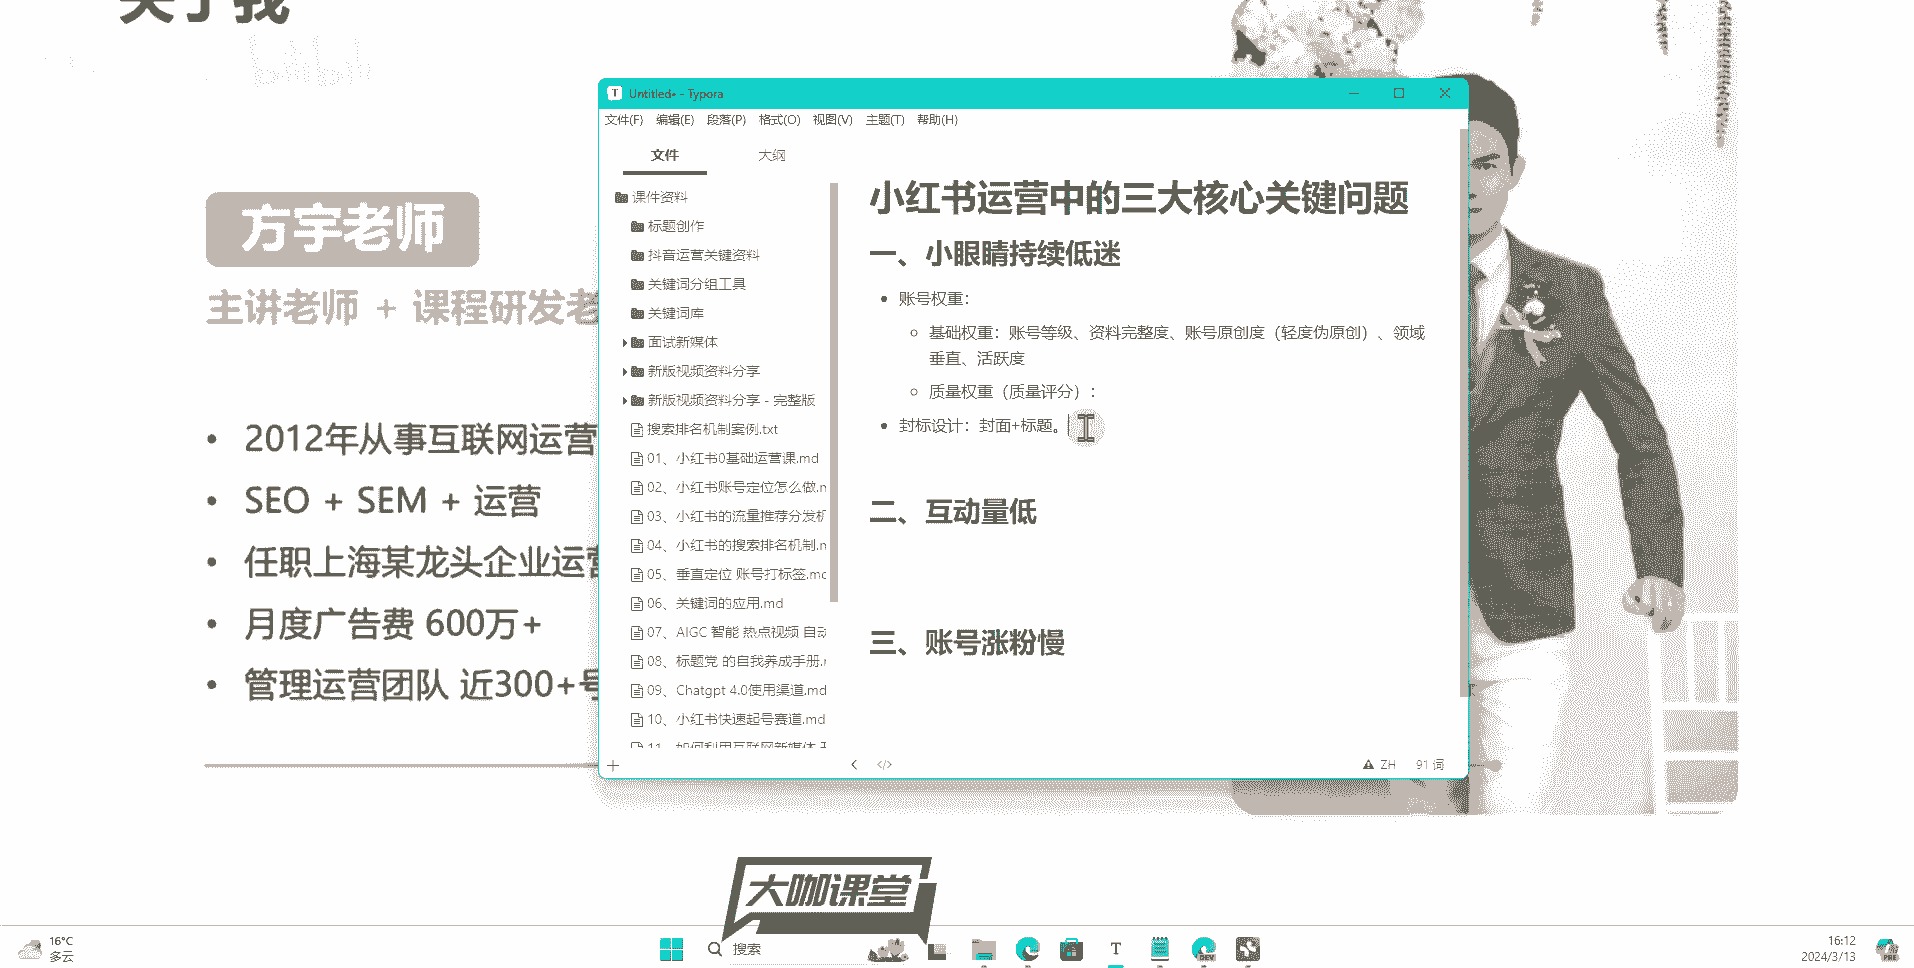 关于我
bilibili
方宇老师
主讲老师 + 课程研发老
2012年从事互联网运营
SEO + SEM + 运营
任职上海某龙头企业运营
月度广告费 600万+
管理运营团队 近300+号
Untitled• - Typora
文件(F) 编辑(E) 段落(P) 格式(O) 视图(V) 主题(T) 帮助(H)
文件 大纲
课件资料
标题创作
抖音运营关键资料
关键词分组工具
关键词库
面试新媒体
新版视频资料分享
新版视频资料分享 - 完整版
搜索排名机制案例.txt
01、小红书0基础运营课.md
02、小红书账号定位怎么做.m
03、小红书的流量推荐分发机
04、小红书的搜索排名机制.m
05、垂直定位 账号打标签.md
06、关键词的应用.md
07、AIGC 智能 热点视频 自动
08、标题党 的自我养成手册.m
09、Chatgpt 4.0使用渠道.md
10、小红书快速起号赛道.md
11、如何利用互联网新媒体
小红书运营中的三大核心关键问题
一、小眼睛持续低迷
账号权重：
基础权重：账号等级、资料完整度、账号原创度（轻度伪原创）、领域
垂直、活跃度
质量权重（质量评分）：
封标设计：封面+标题。
二、互动量低
三、账号涨粉慢
ZH 91 词
大咖课堂
16°C
多云
搜索
T
DEV
16:12
2024/3/13
PRE